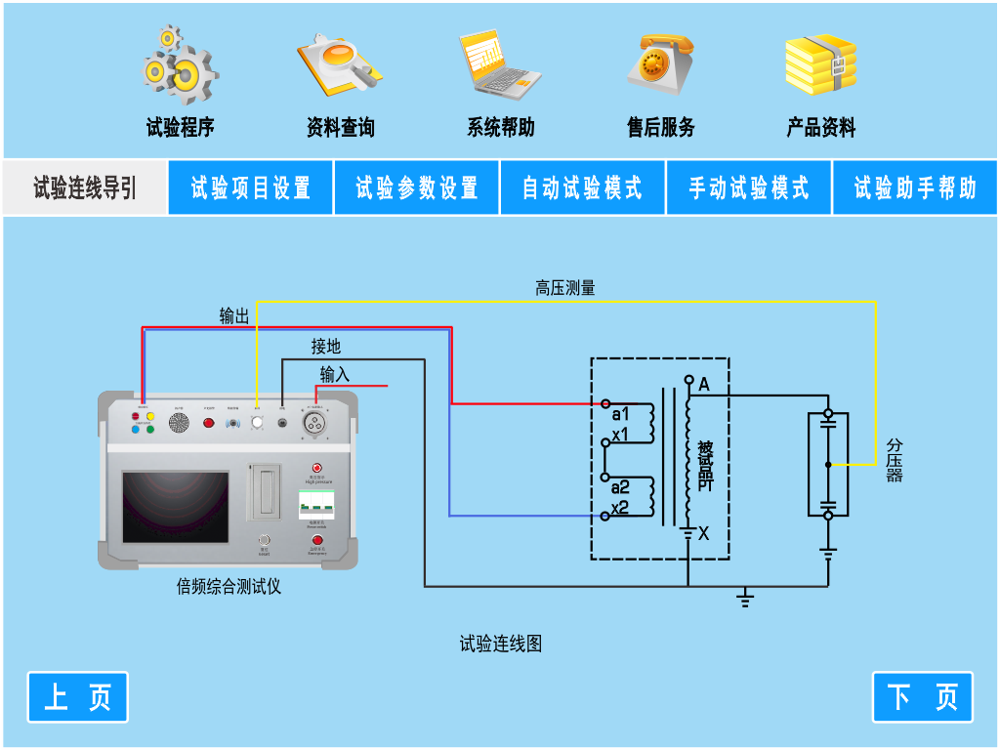 试验程序 资料查询 系统帮助 售后服务 产品资料
试验连线导引 试验项目设置 试验参数设置 自动试验模式 手动试验模式 试验助手帮助
高压测量
输出
接地
输入
A
a1
x1
被试品PT
a2
x2
X
分压器
High pressure
倍频综合测试仪
试验连线图
上 页 下 页